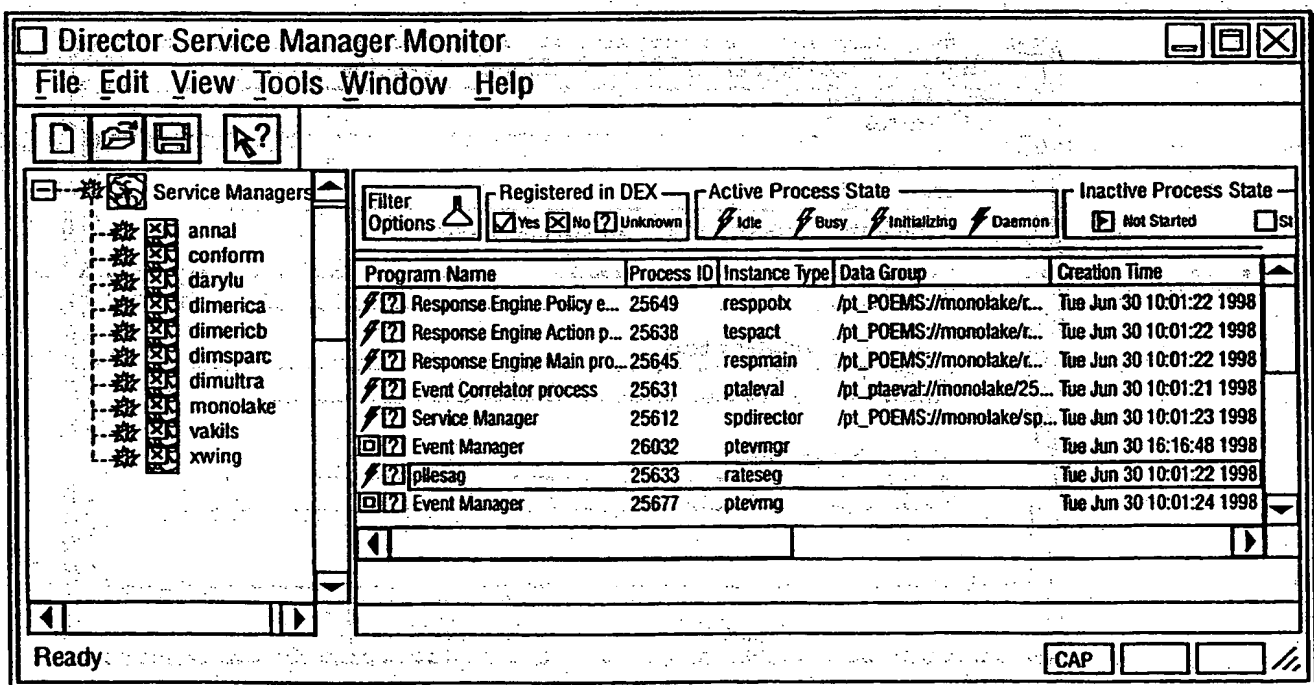 Director Service Manager Monitor
File Edit View Tools Window Help
Service Managers
annal
conform
darylu
dimerica
dimericb
dimsparc
dimultra
monolake
vakils
xwing
Filter Options
Registered in DEX
Yes No ? Unknown
Active Process State
Idle Busy Initializing Daemon
Inactive Process State
Not Started St
Program Name Process ID Instance Type Data Group Creation Time
? Response Engine Policy e... 25649 resppolx /pt_POEMS://monolake/r... Tue Jun 30 10:01:22 1998
? Response Engine Action p... 25638 tespact /pt_POEMS://monolake/r... Tue Jun 30 10:01:22 1998
? Response Engine Main pro... 25645 respmain /pt_POEMS://monolake/r... Tue Jun 30 10:01:22 1998
? Event Correlator process 25631 ptaleval /pt_ptaeval://monolake/25... Tue Jun 30 10:01:21 1998
? Service Manager 25612 spdirector /pt_POEMS://monolake/sp... Tue Jun 30 10:01:23 1998
? Event Manager 26032 ptevmgr Tue Jun 30 16:16:48 1998
? pllesag 25633 rateseg Tue Jun 30 10:01:22 1998
? Event Manager 25677 ptevmg Tue Jun 30 10:01:24 1998
Ready CAP